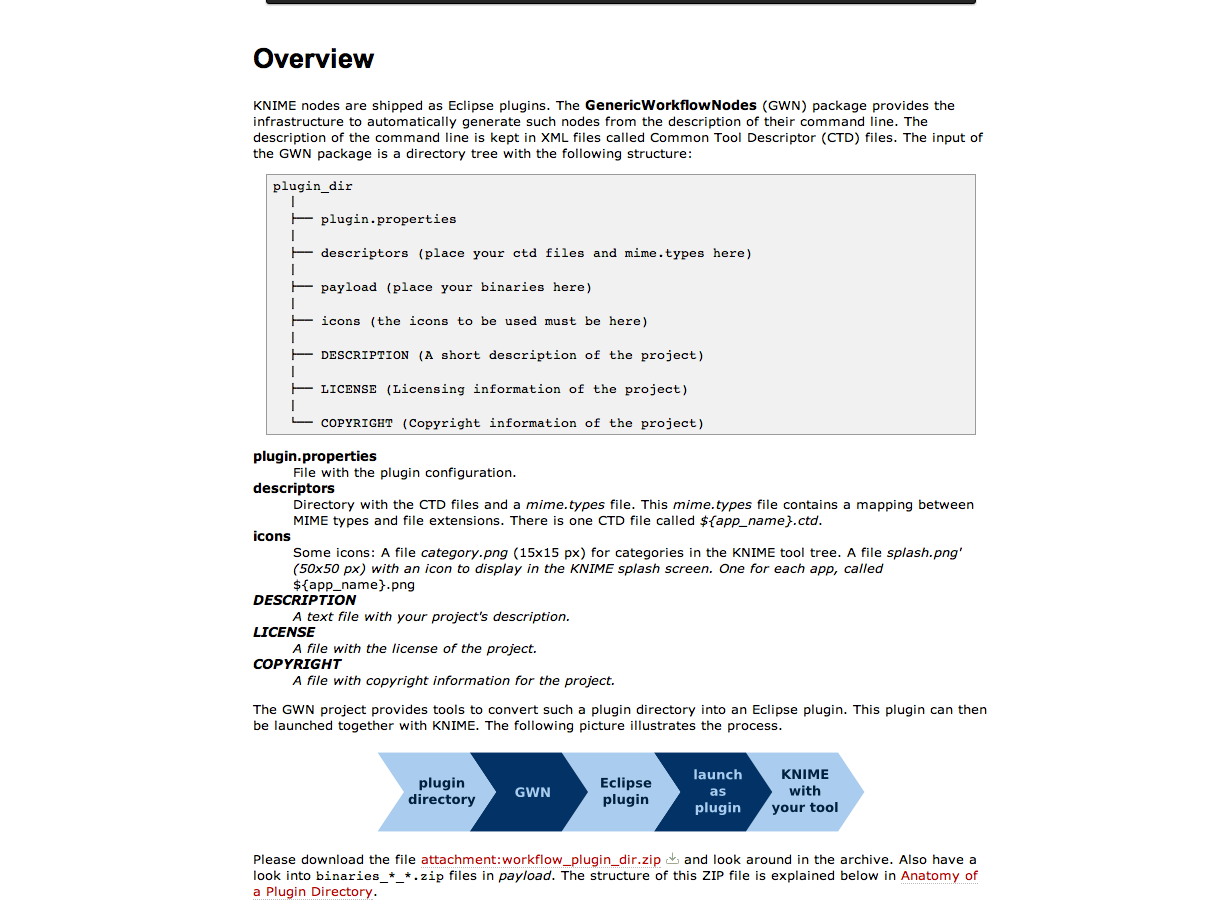 Overview
KNIME nodes are shipped as Eclipse plugins. The GenericWorkflowNodes (GWN) package provides the
infrastructure to automatically generate such nodes from the description of their command line. The
description of the command line is kept in XML files called Common Tool Descriptor (CTD) files. The input of
the GWN package is a directory tree with the following structure:
plugin_dir
|
├── plugin.properties
|
├── descriptors (place your ctd files and mime.types here)
|
├── payload (place your binaries here)
|
├── icons (the icons to be used must be here)
|
├── DESCRIPTION (A short description of the project)
|
├── LICENSE (Licensing information of the project)
|
└── COPYRIGHT (Copyright information of the project)
plugin.properties
File with the plugin configuration.
descriptors
Directory with the CTD files and a mime.types file. This mime.types file contains a mapping between
MIME types and file extensions. There is one CTD file called ${app_name}.ctd.
icons
Some icons: A file category.png (15x15 px) for categories in the KNIME tool tree. A file splash.png'
(50x50 px) with an icon to display in the KNIME splash screen. One for each app, called
${app_name}.png
DESCRIPTION
A text file with your project's description.
LICENSE
A file with the license of the project.
COPYRIGHT
A file with copyright information for the project.
The GWN project provides tools to convert such a plugin directory into an Eclipse plugin. This plugin can then
be launched together with KNIME. The following picture illustrates the process.
plugin
directory
GWN
Eclipse
plugin
launch
as
plugin
KNIME
with
your tool
Please download the file attachment:workflow_plugin_dir.zip and look around in the archive. Also have a
look into binaries_*_*.zip files in payload. The structure of this ZIP file is explained below in Anatomy of
a Plugin Directory.